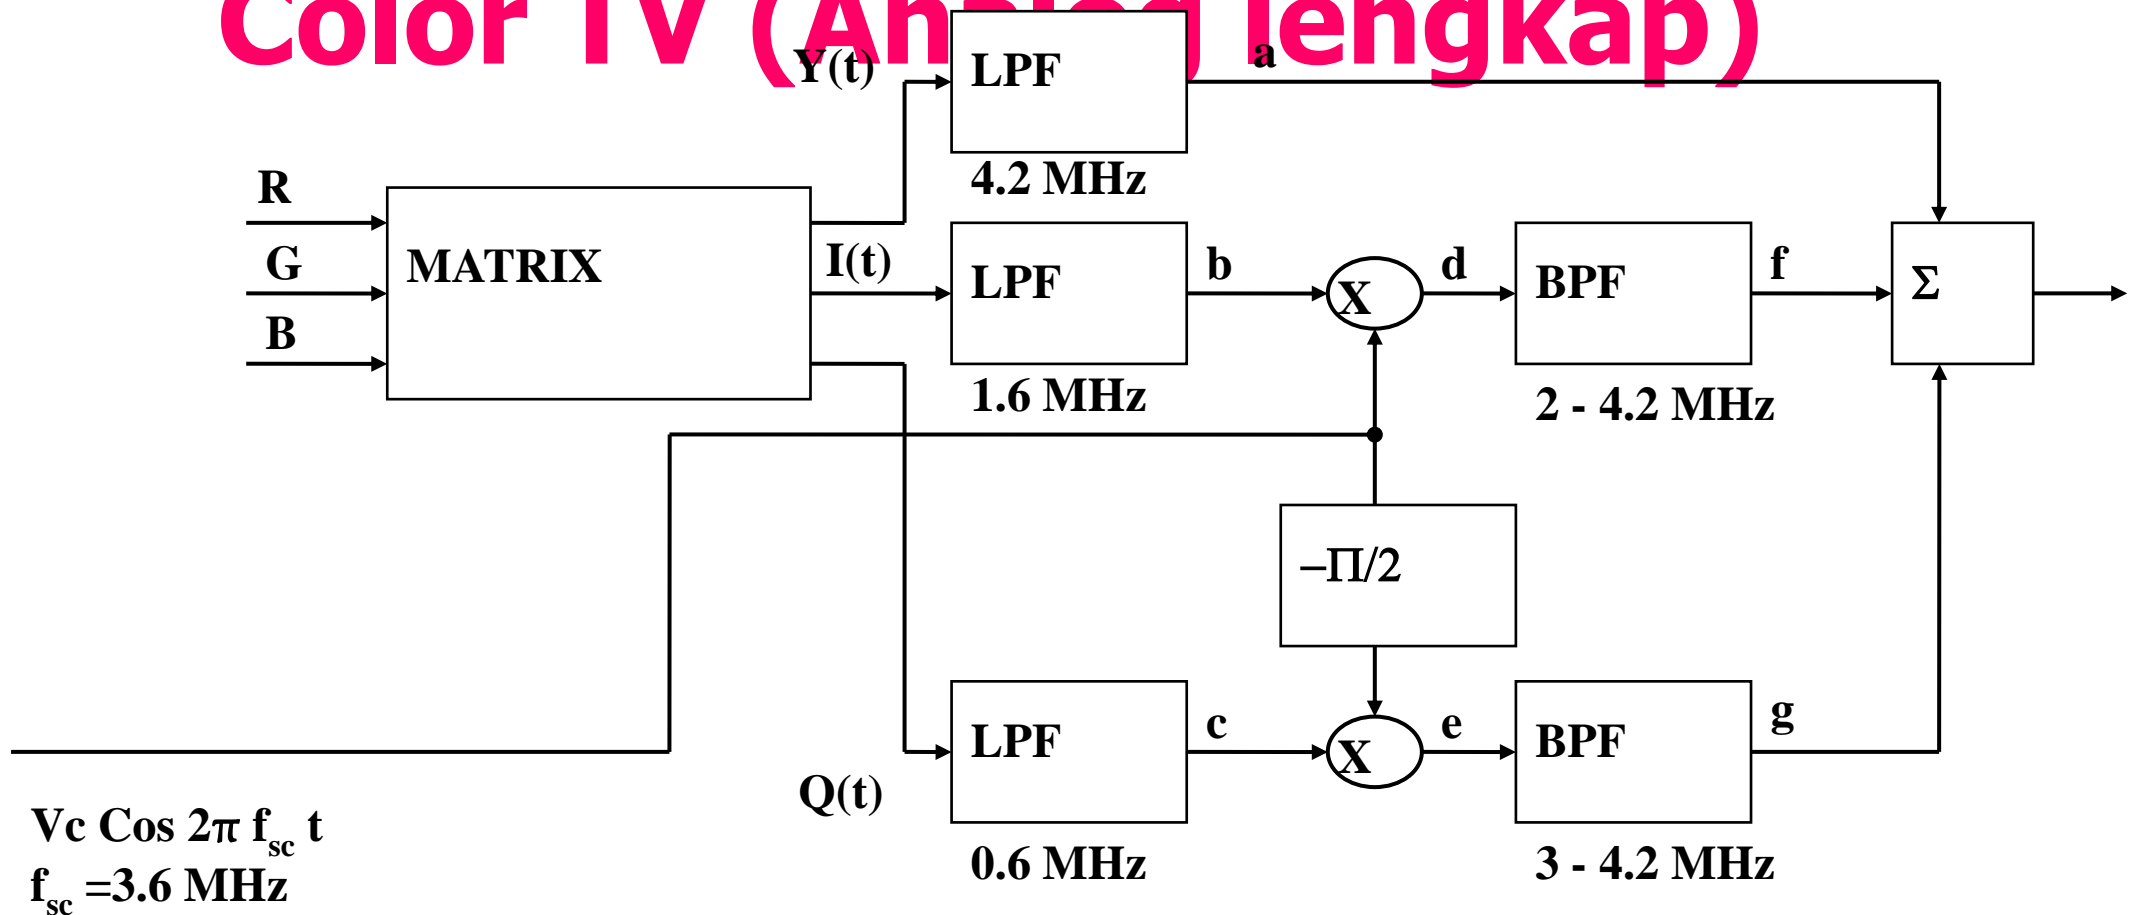 Color TV (Analog lengkap)
Y(t)
LPF
a
4.2 MHz
R
G
B
MATRIX
I(t)
LPF
b
X
d
BPF
f
Σ
1.6 MHz
2 - 4.2 MHz
–Π/2
Q(t)
LPF
c
X
e
BPF
g
0.6 MHz
3 - 4.2 MHz
Vc Cos 2π fsc t
fsc =3.6 MHz